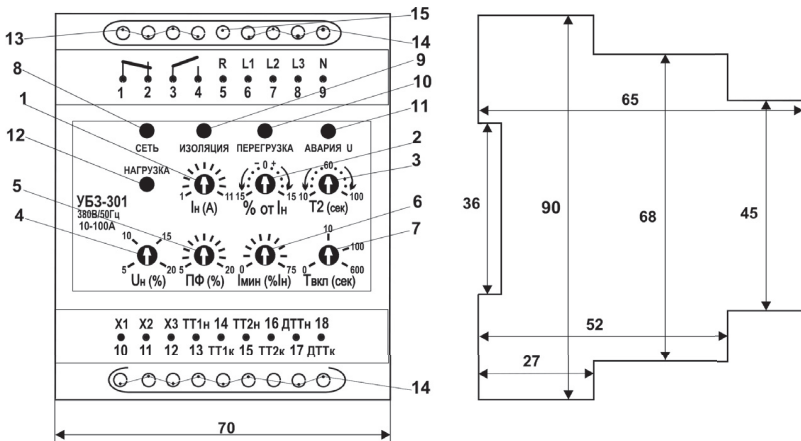 15
13
14
8
R L1 L2 L3 N
1 2 3 4 5 6 7 8 9
9
10
1
11
12
СЕТЬ ИЗОЛЯЦИЯ ПЕРЕГРУЗКА АВАРИЯ U
2
3
НАГРУЗКА
- 0 +
60
1 11 15 15 10 100
Iн (А) % от Iн Т2 (сек)
5
4
УБЗ-301
380В/50Гц
10-100А
6
7
10 15
10
100
5 20 5 20 0 75 0 600
Uн (%) ПФ (%) Iмин (%Iн) Твкл (сек)
X1 X2 X3 ТТ1н 14 ТТ2н 16 ДТТн 18
10 11 12 13 ТТ1к 15 ТТ2к 17 ДТТк
14
70
65
36
90
68
45
52
27